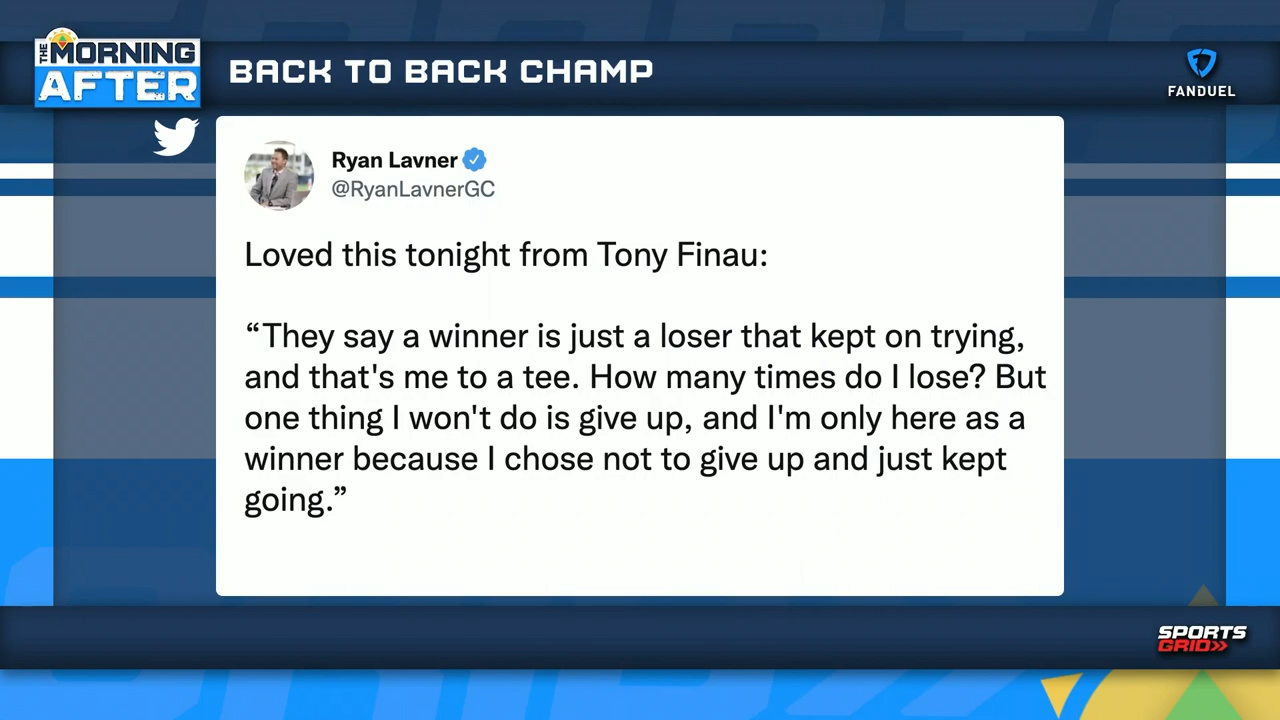 THE
MORNING
AFTER
BACK TO BACK CHAMP
FANDUEL
Ryan Lavner
@RyanLavnerGC
Loved this tonight from Tony Finau:
“They say a winner is just a loser that kept on trying,
and that's me to a tee. How many times do I lose? But
one thing I won't do is give up, and I'm only here as a
winner because I chose not to give up and just kept
going.”
SPORTS
GRID